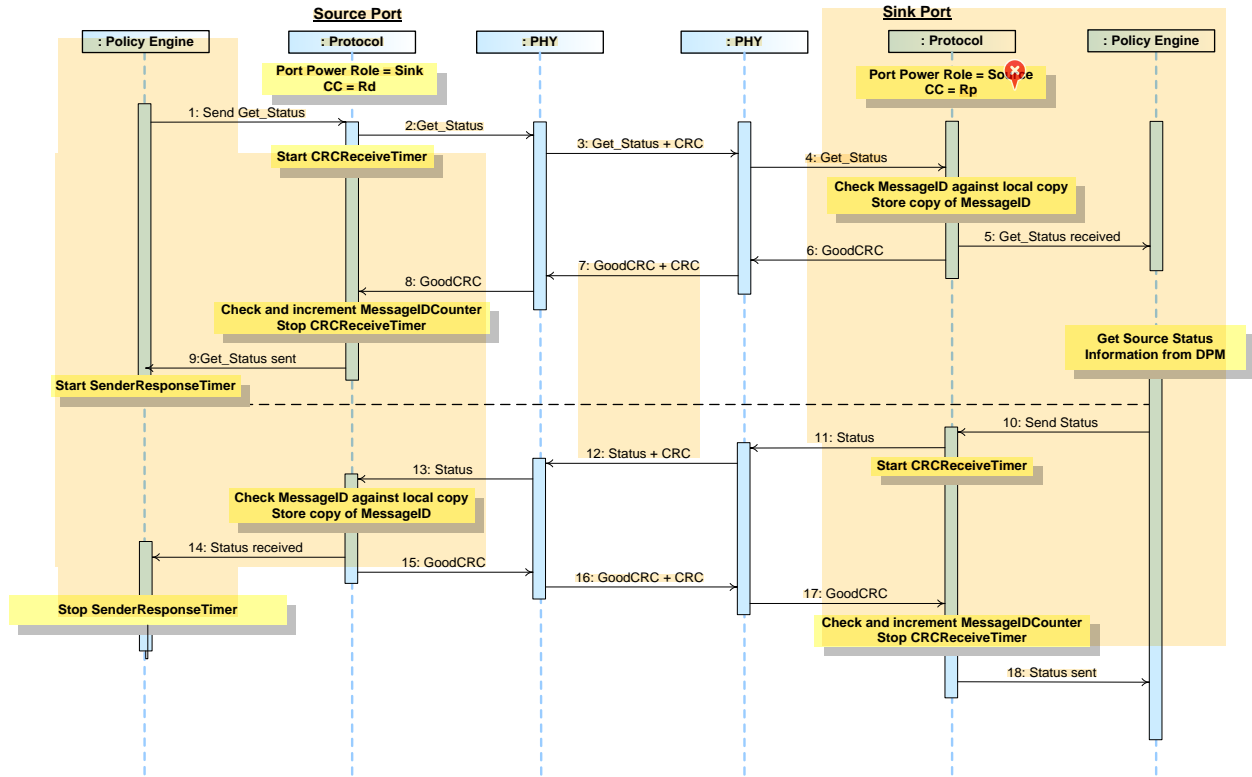 Source Port
Sink Port
: Policy Engine
: Protocol
: PHY
: PHY
: Protocol
: Policy Engine
Port Power Role = Sink
CC = Rd
Port Power Role = Source
CC = Rp
1: Send Get_Status
2:Get_Status
Start CRCReceiveTimer
3: Get_Status + CRC
4: Get_Status
Check MessageID against local copy
Store copy of MessageID
5: Get_Status received
6: GoodCRC
7: GoodCRC + CRC
8: GoodCRC
Check and increment MessageIDCounter
Stop CRCReceiveTimer
9:Get_Status sent
Start SenderResponseTimer
Get Source Status
Information from DPM
10: Send Status
11: Status
Start CRCReceiveTimer
12: Status + CRC
13: Status
Check MessageID against local copy
Store copy of MessageID
14: Status received
15: GoodCRC
16: GoodCRC + CRC
17: GoodCRC
Stop SenderResponseTimer
Check and increment MessageIDCounter
Stop CRCReceiveTimer
18: Status sent